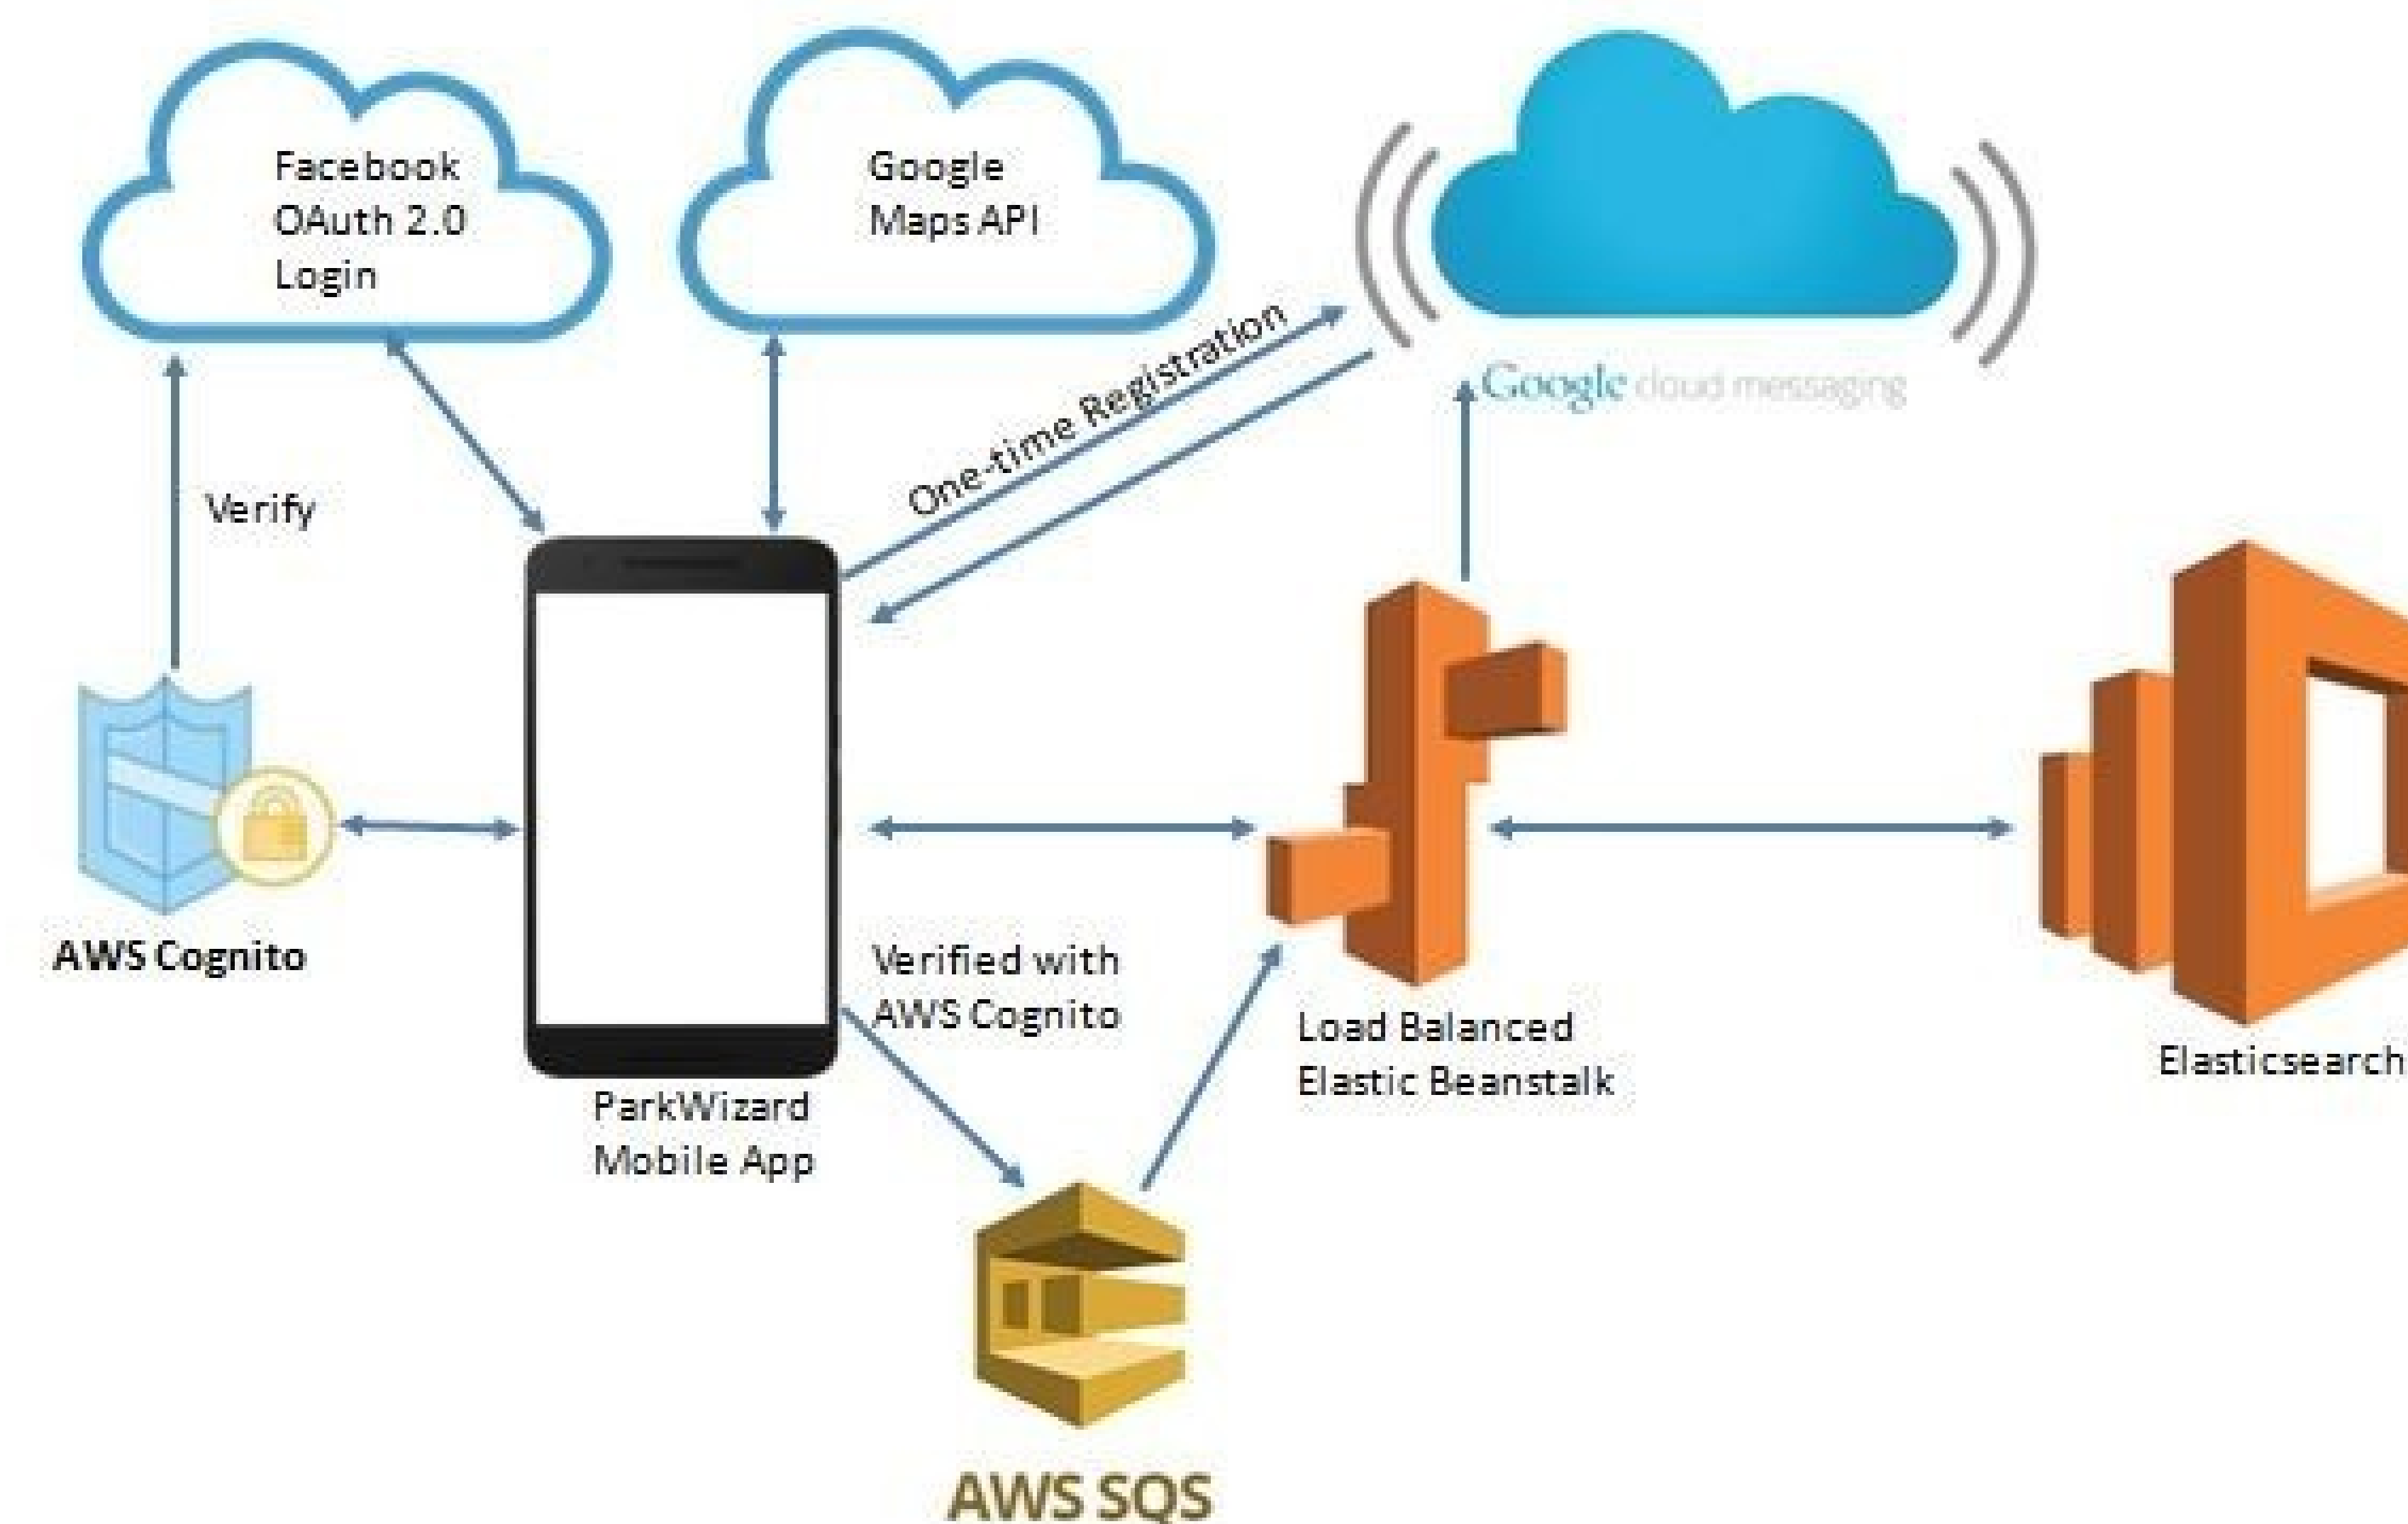 Facebook
OAuth 2.0
Login
Google
Maps API
One-time Registration
Google cloud messaging
Verify
AWS Cognito
Verified with
AWS Cognito
Load Balanced
Elastic Beanstalk
Elasticsearch
ParkWizard
Mobile App
AWS SQS